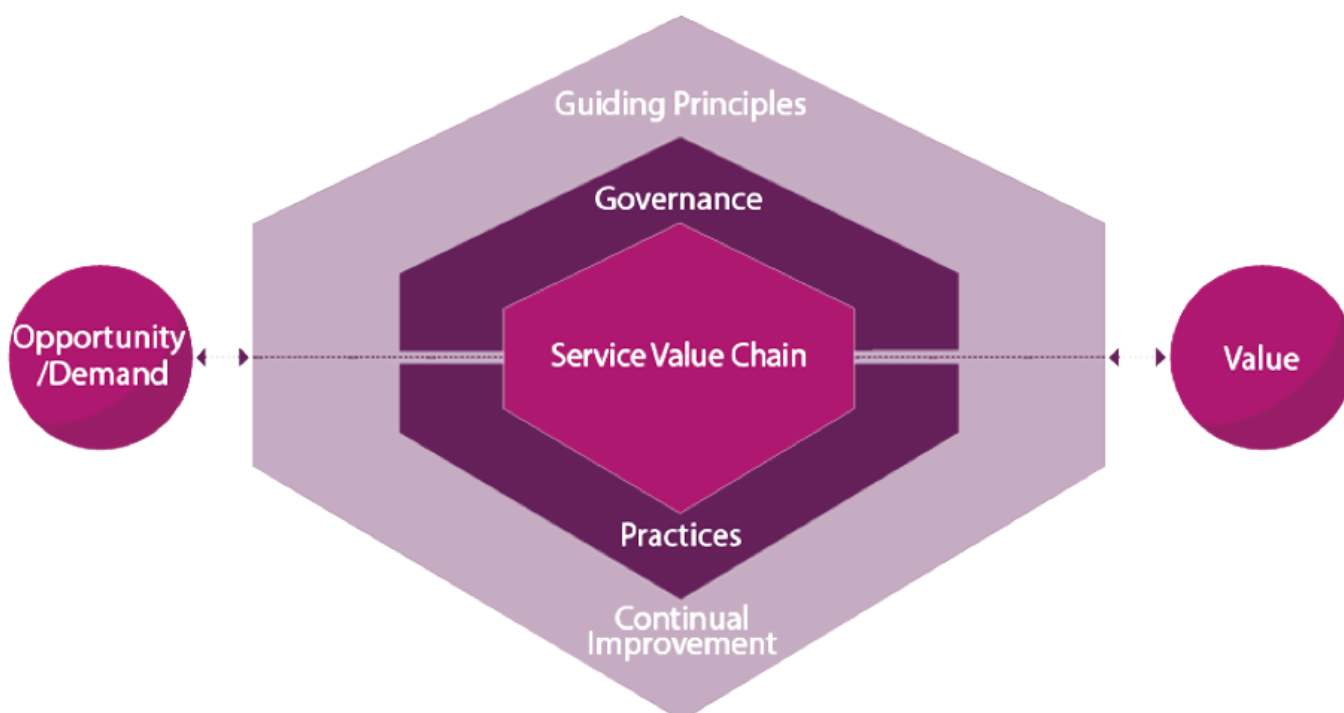 Guiding Principles
Governance
Opportunity
/Demand
Service Value Chain
Value
Practices
Continual
Improvement